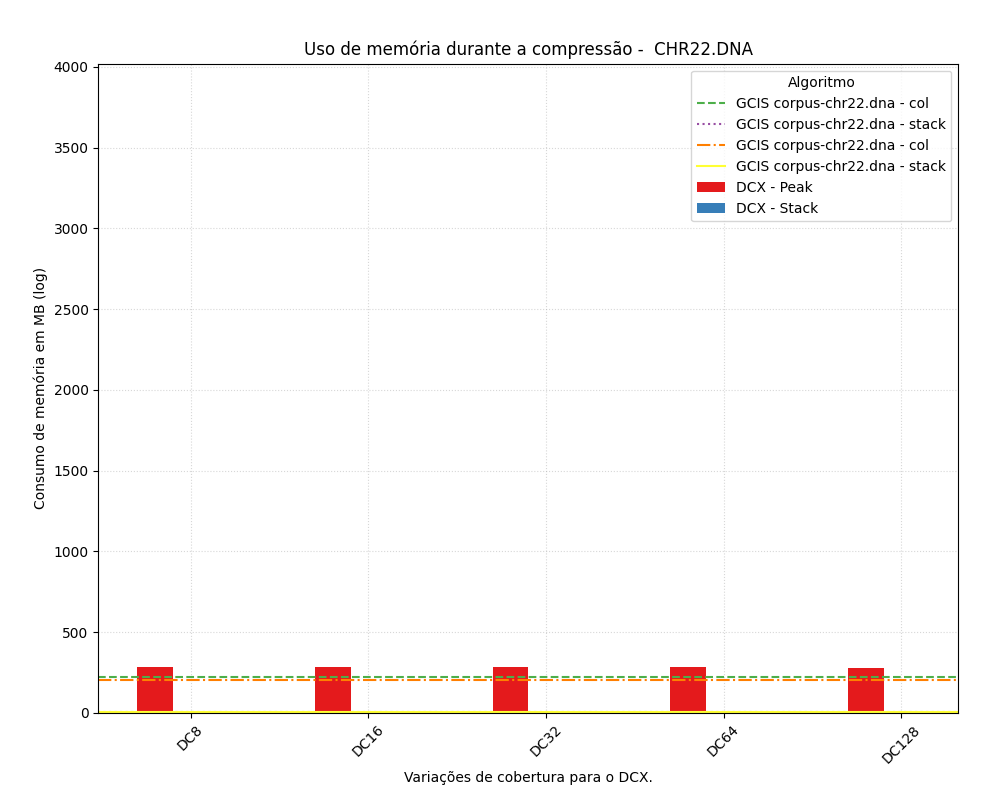 Uso de memória durante a compressão -  CHR22.DNA
4000
3500
3000
2500
2000
1500
1000
500
0
Consumo de memória em MB (log)
Algoritmo
GCIS corpus-chr22.dna - col
GCIS corpus-chr22.dna - stack
GCIS corpus-chr22.dna - col
GCIS corpus-chr22.dna - stack
DCX - Peak
DCX - Stack
DC8
DC16
DC32
DC64
DC128
Variações de cobertura para o DCX.